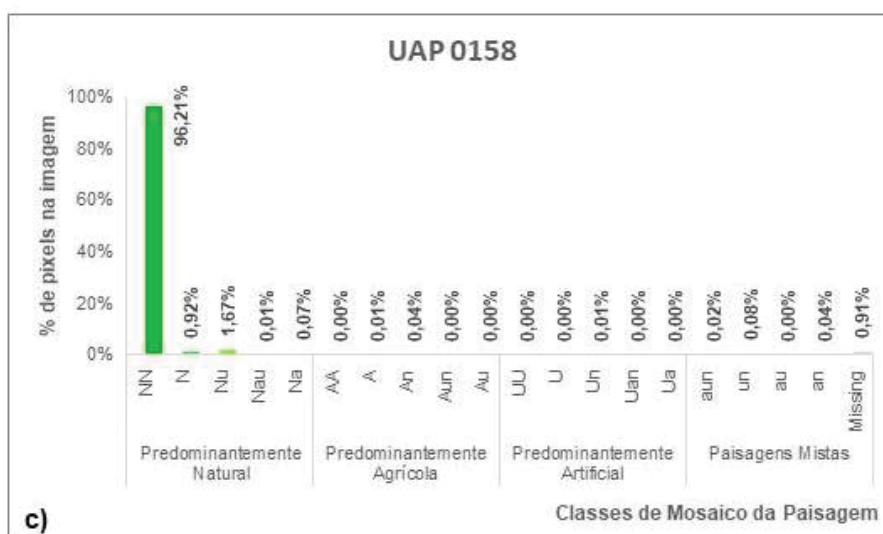 UAP 0158
% de pixels na imagem
100%
80%
60%
40%
20%
0%
96,21%
0,92%
1,67%
0,01%
0,07%
0,00%
0,01%
0,04%
0,00%
0,00%
0,00%
0,00%
0,01%
0,00%
0,00%
0,02%
0,08%
0,00%
0,04%
0,91%
NN
N
Nu
Nau
Na
AA
A
An
Aun
Au
UU
U
Un
Uan
Ua
aun
un
au
an
Missing
Predominantemente
Natural
Predominantemente
Agrícola
Predominantemente
Artificial
Paisagens Mistas
c)
Classes de Mosaico da Paisagem